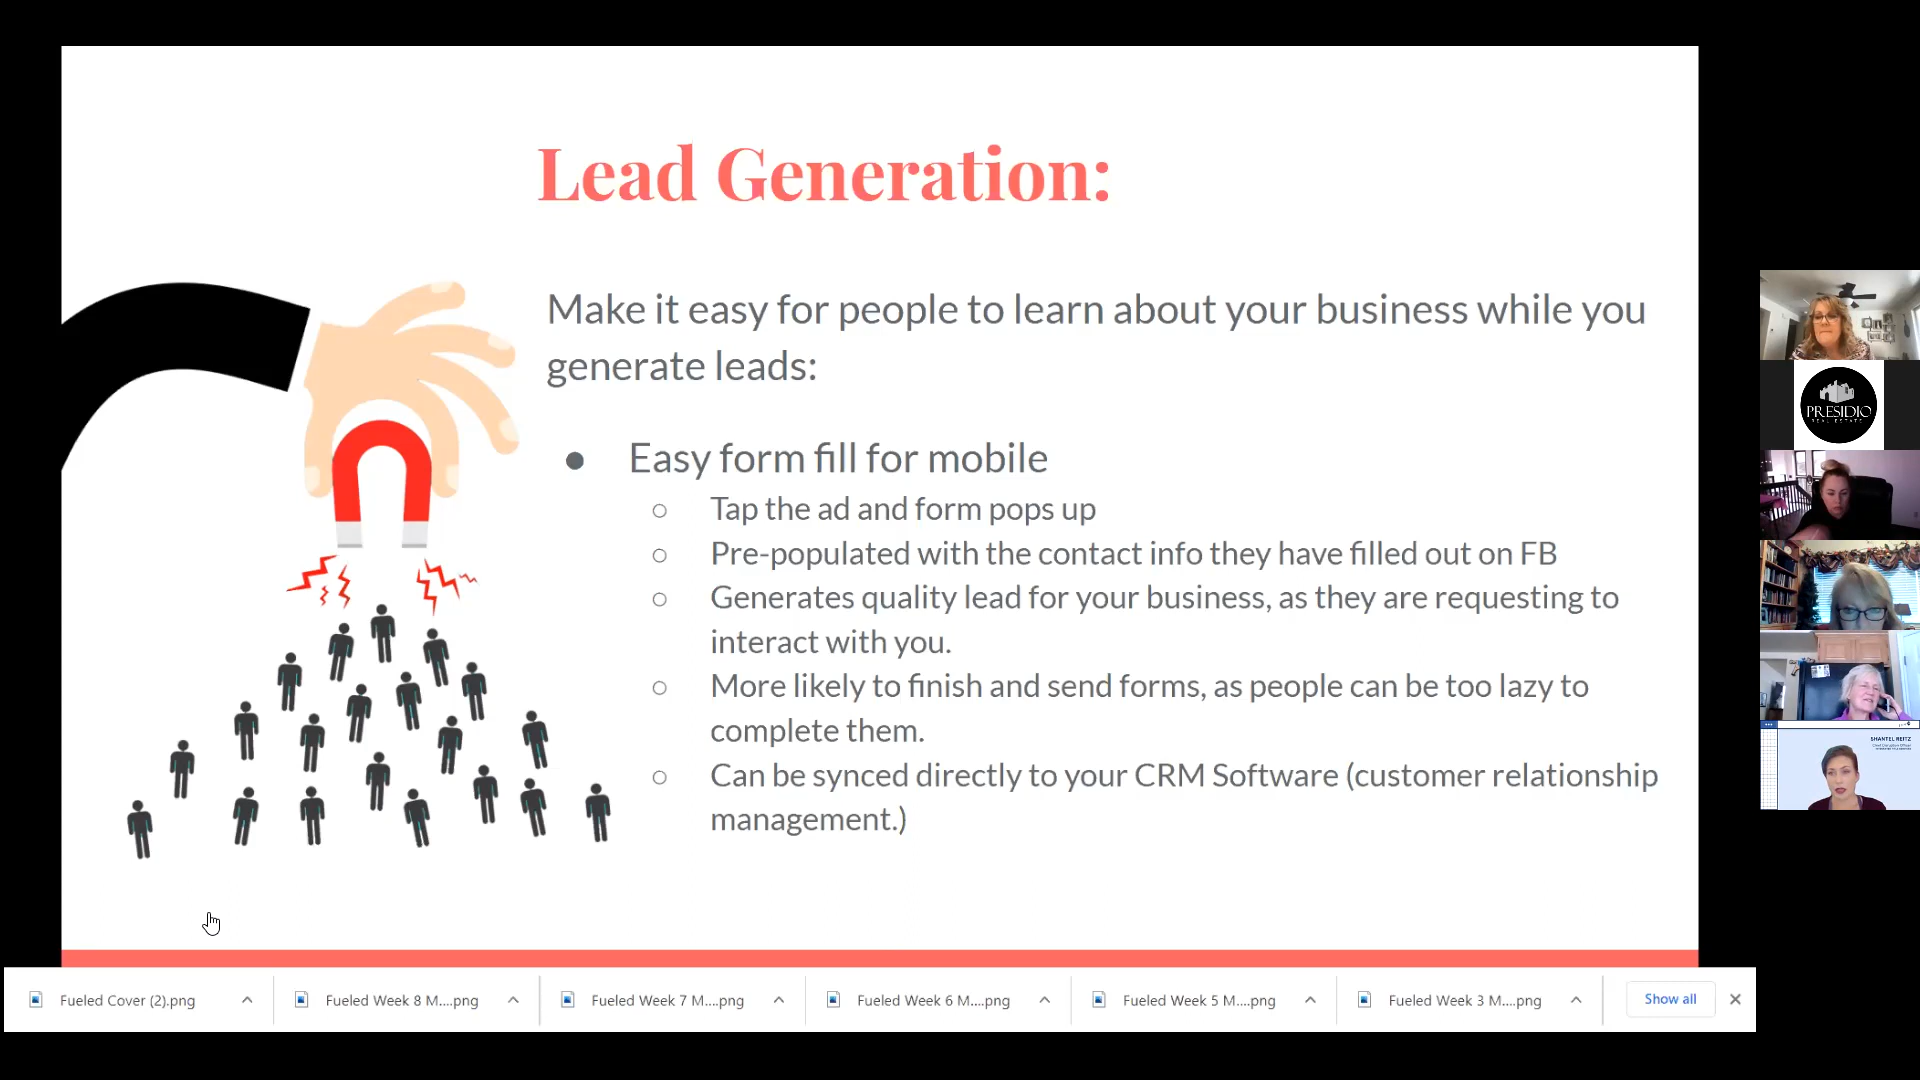 Lead Generation:
Make it easy for people to learn about your business while you
generate leads:
● Easy form fill for mobile
○ Tap the ad and form pops up
○ Pre-populated with the contact info they have filled out on FB
○ Generates quality lead for your business, as they are requesting to
interact with you.
○ More likely to finish and send forms, as people can be too lazy to
complete them.
○ Can be synced directly to your CRM Software (customer relationship
management.)
PRESIDIO
REAL ESTATE
SHANTEL REITZ
Chief Disruption Officer
Fueled Cover (2).png
Fueled Week 8 M....png
Fueled Week 7 M....png
Fueled Week 6 M....png
Fueled Week 5 M....png
Fueled Week 3 M....png
Show all